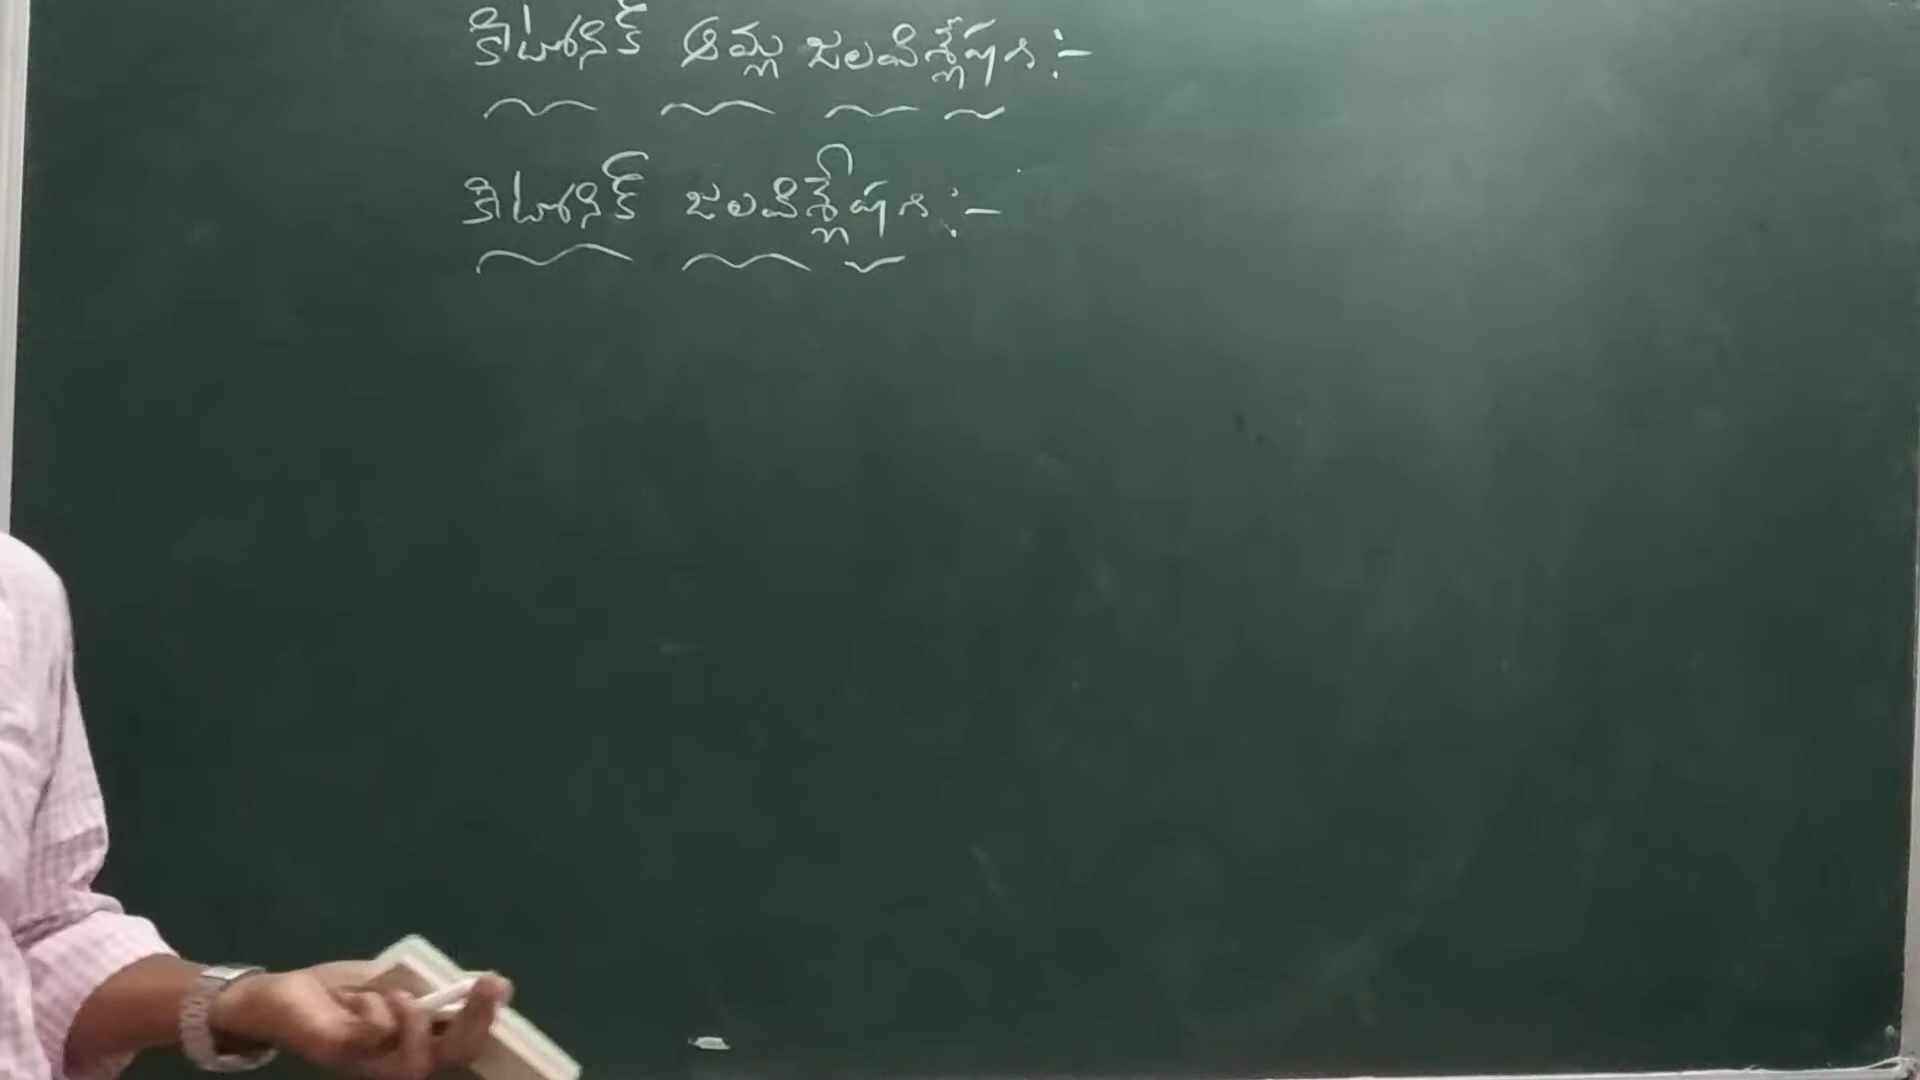 కీటోనిక్ ఆమ్ల జలవిశ్లేషణ :-
కీటోనిక్ జలవిశ్లేషణ :-